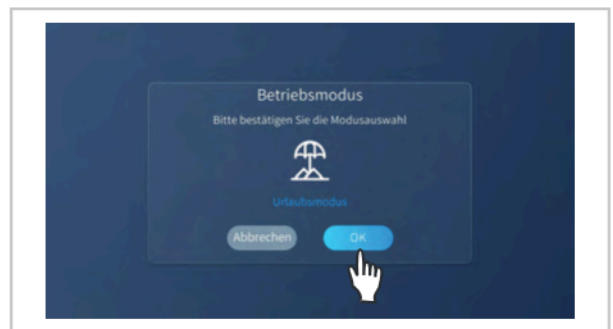 Betriebsmodus
Bitte bestätigen Sie die Modusauswahl
Urlaubsmodus
Abbrechen OK